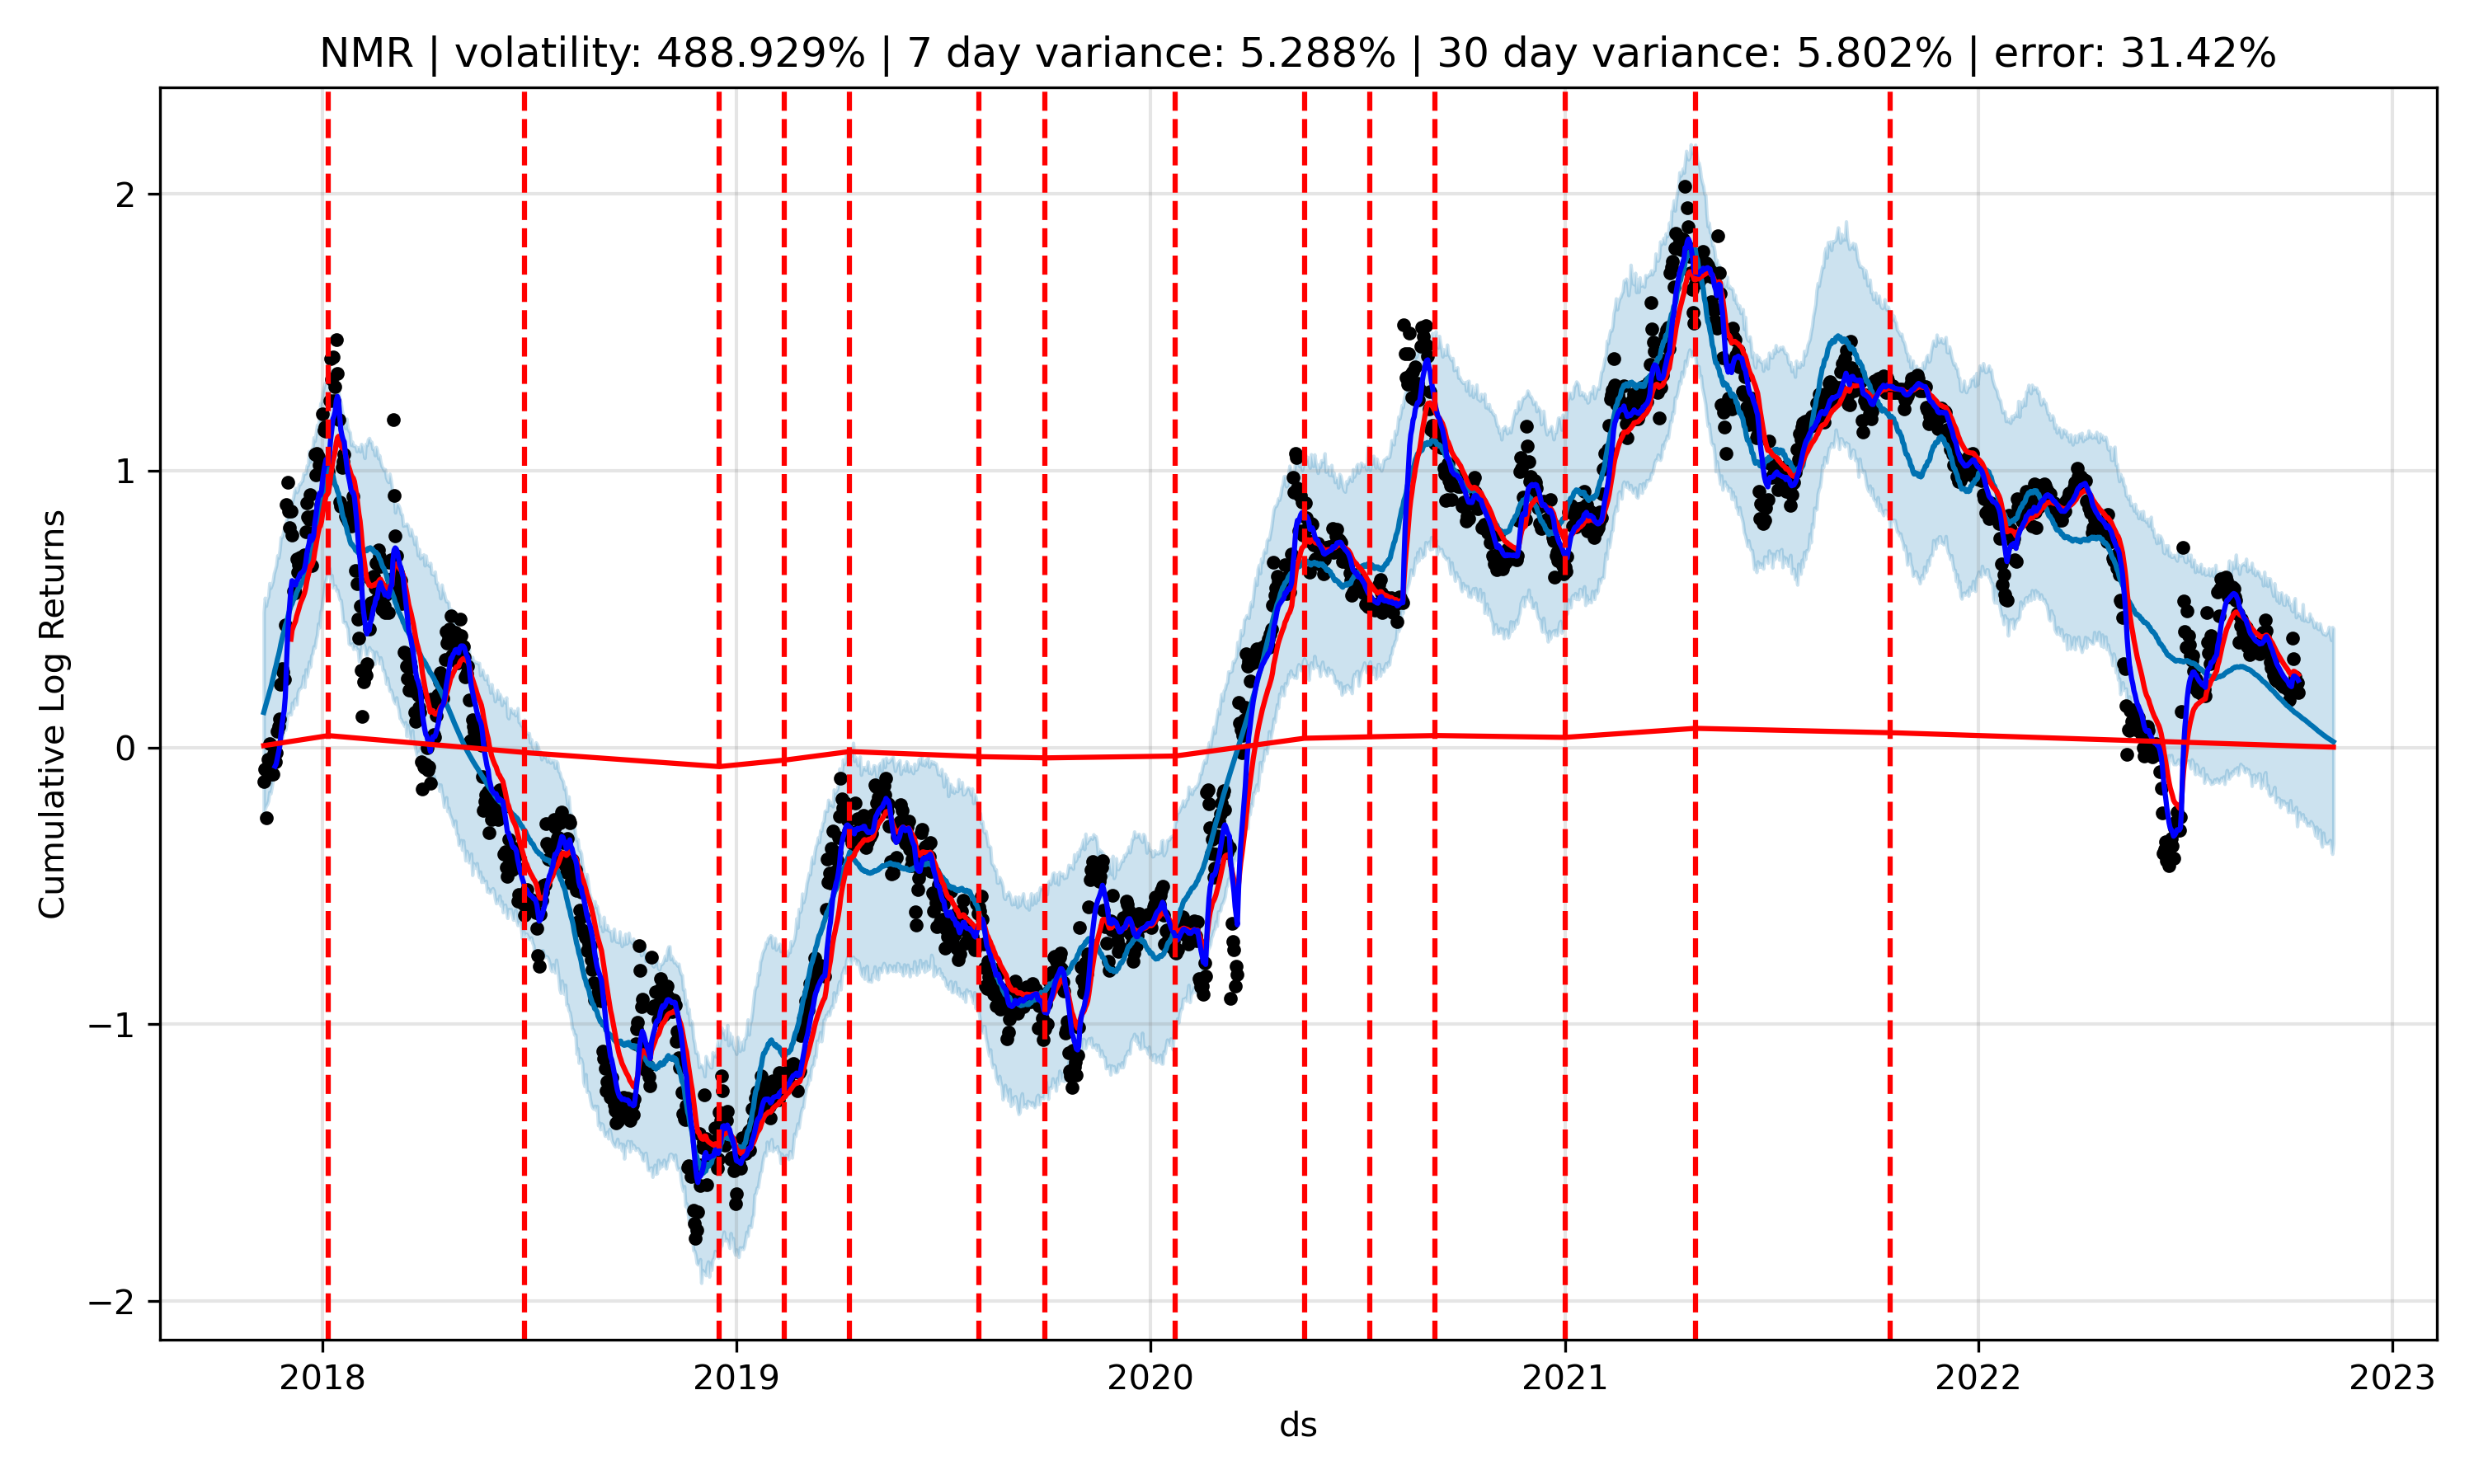 NMR | volatility: 488.929% | 7 day variance: 5.288% | 30 day variance: 5.802% | error: 31.42%
Cumulative Log Returns
2
1
0
−1
−2
2018 2019 2020 2021 2022 2023
ds